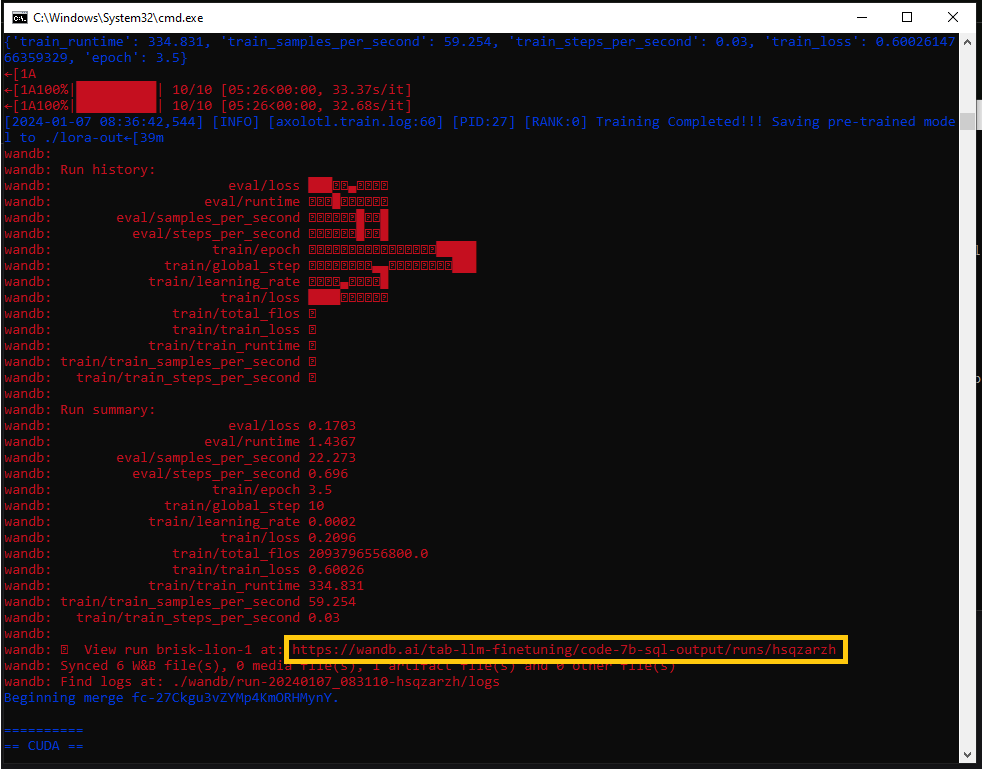 C:\Windows\System32\cmd.exe
{'train_runtime': 334.831, 'train_samples_per_second': 59.254, 'train_steps_per_second': 0.03, 'train_loss': 0.60026147
66359329, 'epoch': 3.5}
←[1A
←[1A100%|██████████| 10/10 [05:26<00:00, 33.37s/it]
←[1A100%|██████████| 10/10 [05:26<00:00, 32.68s/it]
[2024-01-07 08:36:42,544] [INFO] [axolotl.train.log:60] [PID:27] [RANK:0] Training Completed!!! Saving pre-trained mode
l to ./lora-out←[39m
wandb:
wandb: Run history:
wandb: eval/loss
wandb: eval/runtime
wandb: eval/samples_per_second
wandb: eval/steps_per_second
wandb: train/epoch
wandb: train/global_step
wandb: train/learning_rate
wandb: train/loss
wandb: train/total_flos
wandb: train/train_loss
wandb: train/train_runtime
wandb: train/train_samples_per_second
wandb: train/train_steps_per_second
wandb:
wandb: Run summary:
wandb: eval/loss 0.1703
wandb: eval/runtime 1.4367
wandb: eval/samples_per_second 22.273
wandb: eval/steps_per_second 0.696
wandb: train/epoch 3.5
wandb: train/global_step 10
wandb: train/learning_rate 0.0002
wandb: train/loss 0.2096
wandb: train/total_flos 2093796556800.0
wandb: train/train_loss 0.60026
wandb: train/train_runtime 334.831
wandb: train/train_samples_per_second 59.254
wandb: train/train_steps_per_second 0.03
wandb:
wandb: View run brisk-lion-1 at: https://wandb.ai/tab-llm-finetuning/code-7b-sql-output/runs/hsqzarzh
wandb: Synced 6 W&B file(s), 0 media file(s), 1 artifact file(s) and 0 other file(s)
wandb: Find logs at: ./wandb/run-20240107_083110-hsqzarzh/logs
Beginning merge fc-27Ckgu3vZYMp4KmORHMynY.
==========
== CUDA ==